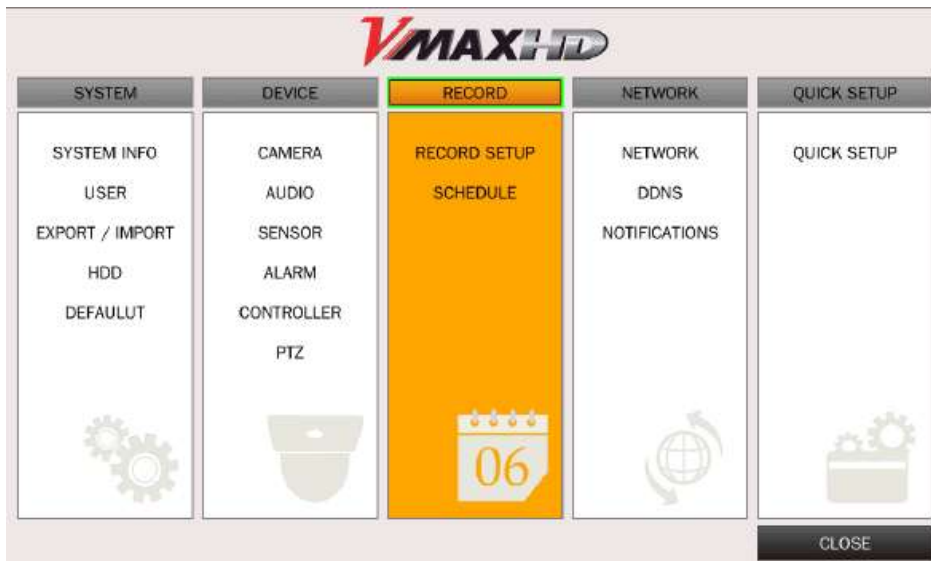 VMAXHD
SYSTEM
DEVICE
RECORD
NETWORK
QUICK SETUP
SYSTEM INFO
USER
EXPORT / IMPORT
HDD
DEFAULUT
CAMERA
AUDIO
SENSOR
ALARM
CONTROLLER
PTZ
RECORD SETUP
SCHEDULE
06
NETWORK
DDNS
NOTIFICATIONS
QUICK SETUP
CLOSE